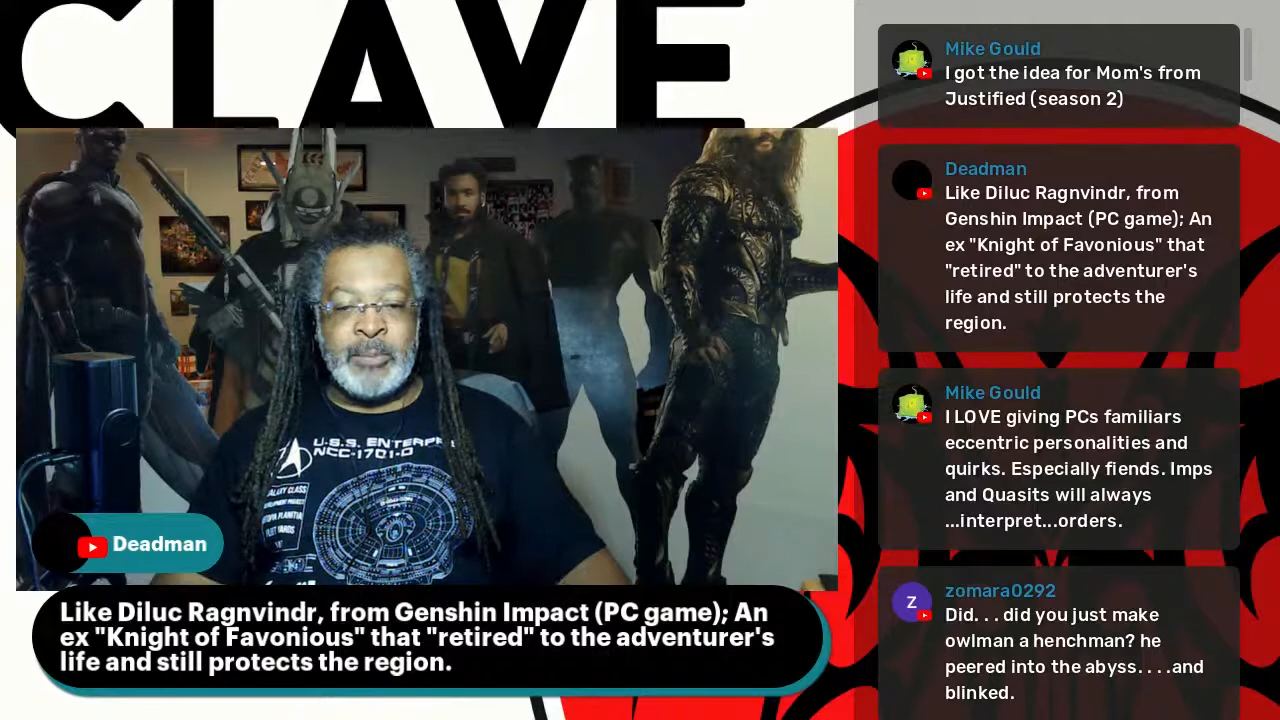 CLAVE
U.S.S. ENTERPR
NCC-1701-D
Deadman
Like Diluc Ragnvindr, from Genshin Impact (PC game); An
ex "Knight of Favonious" that "retired" to the adventurer's
life and still protects the region.
Mike Gould
I got the idea for Mom's from
Justified (season 2)
Deadman
Like Diluc Ragnvindr, from
Genshin Impact (PC game); An
ex "Knight of Favonious" that
"retired" to the adventurer's
life and still protects the
region.
Mike Gould
I LOVE giving PCs familiars
eccentric personalities and
quirks. Especially fiends. Imps
and Quasits will always
...interpret...orders.
Z
zomara0292
Did. . . did you just make
owlman a henchman? he
peered into the abyss. . . .and
blinked.